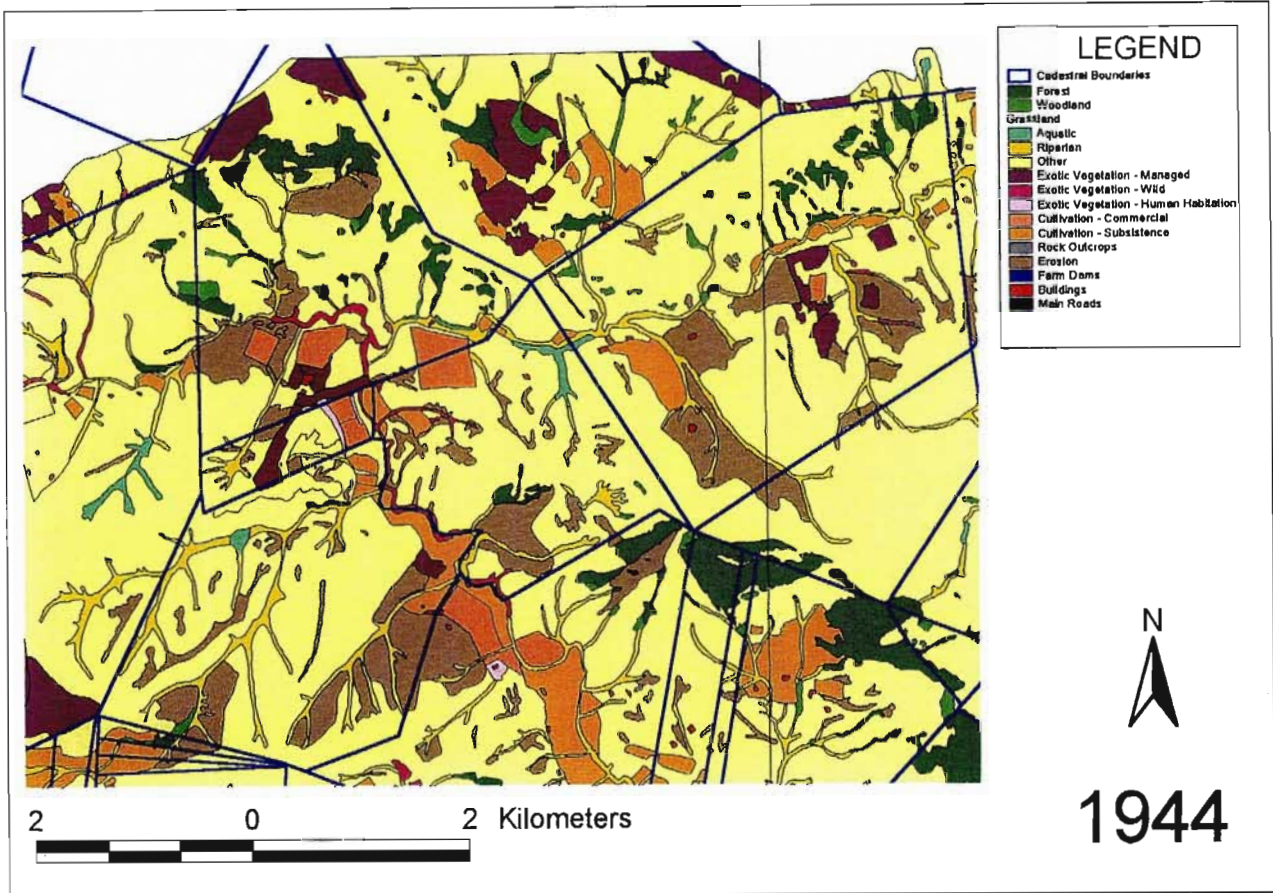 LEGEND
Cadastral Boundaries
Forest
Woodland
Grassland
Aquatic
Riparian
Other
Exotic Vegetation - Managed
Exotic Vegetation - Wild
Exotic Vegetation - Human Habitation
Cultivation - Commercial
Cultivation - Subsistence
Rock Outcrops
Erosion
Farm Dams
Buildings
Main Roads
N
2 0 2 Kilometers
1944